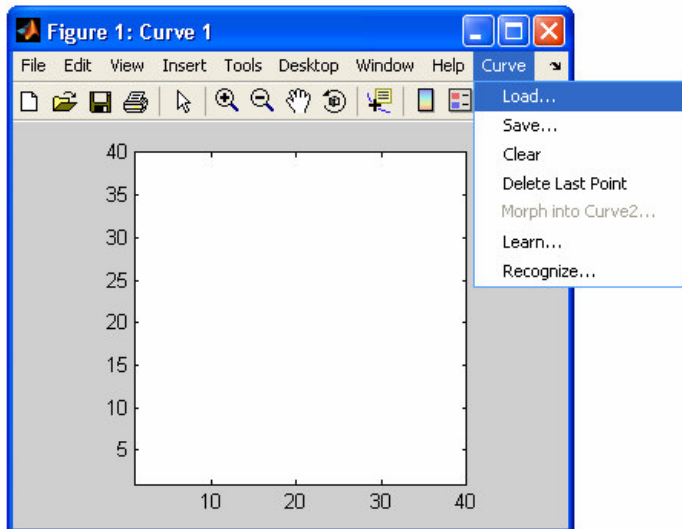 Figure 1: Curve 1
File Edit View Insert Tools Desktop Window Help Curve
Load...
Save...
Clear
Delete Last Point
Morph into Curve2...
Learn...
Recognize...
40
35
30
25
20
15
10
5
10 20 30 40